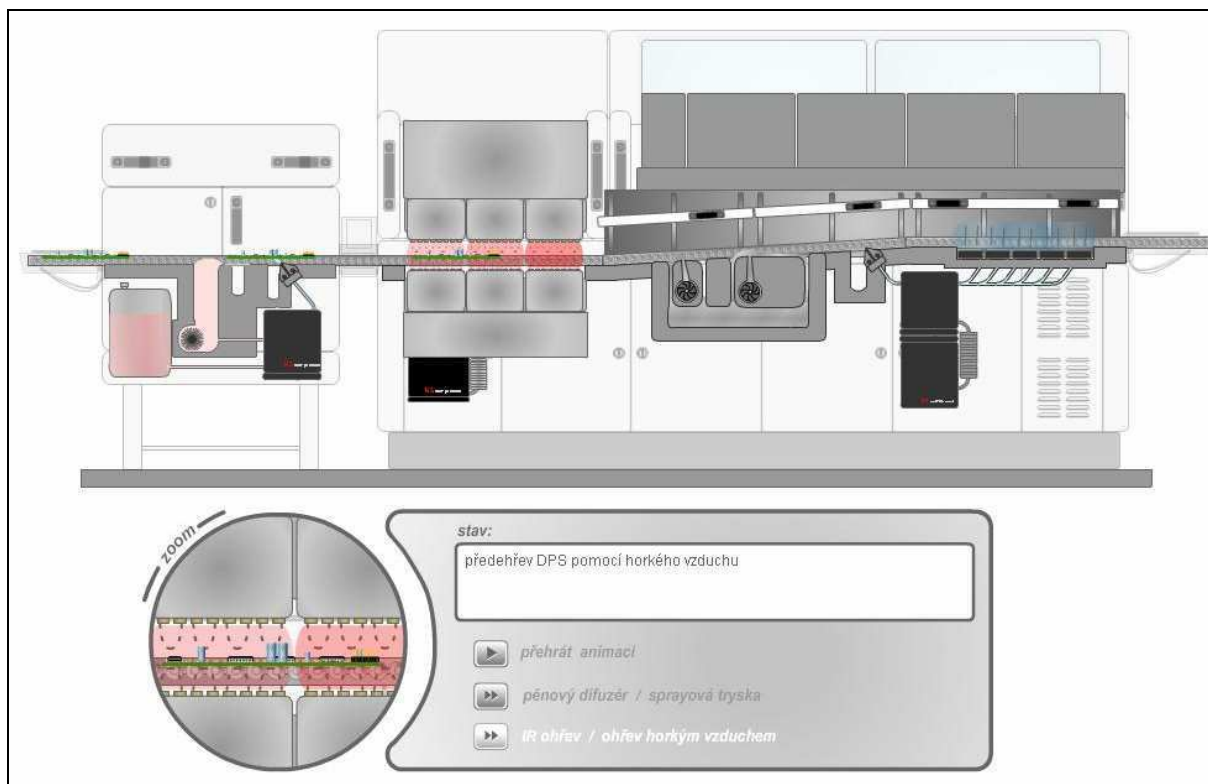 zoom
stav:
předehřev DPS pomocí horkého vzduchu
přehrát animaci
pěnový difuzér / sprayová tryska
IR ohřev / ohřev horkým vzduchem